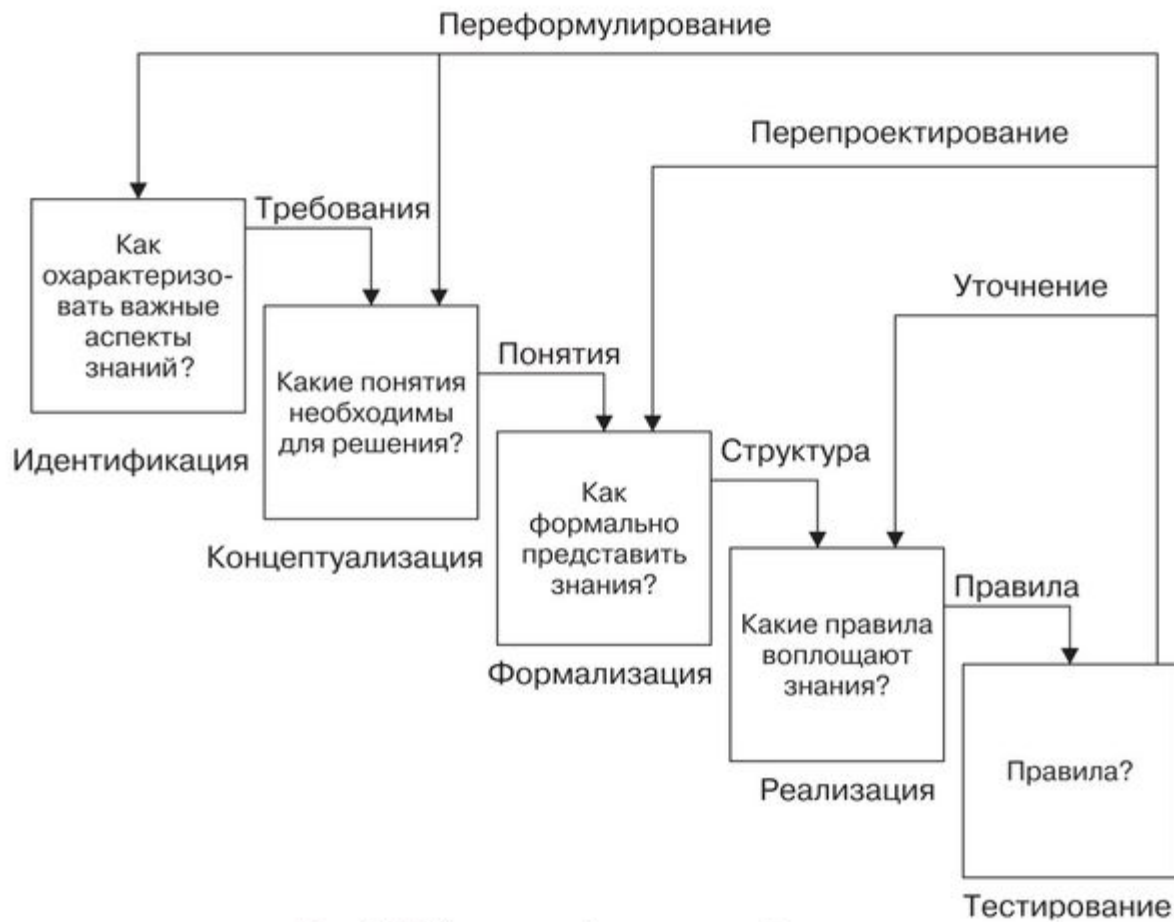 Переформулирование
Перепроектирование
Требования
Как
охарактеризо-
вать важные
аспекты
знаний?
Уточнение
Понятия
Какие понятия
необходимы
для решения?
Идентификация
Структура
Как
формально
представить
знания?
Концептуализация
Правила
Какие правила
воплощают
знания?
Формализация
Правила?
Реализация
Тестирование